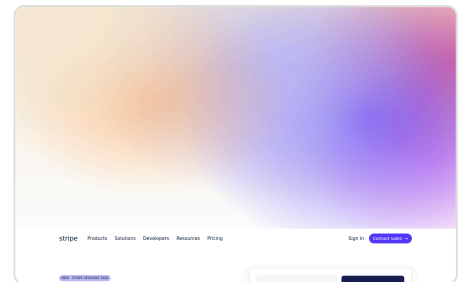 stripe Products Solutions Developers Resources Pricing Sign in Contact sales →
NEW · STRIPE SESSIONS 2026